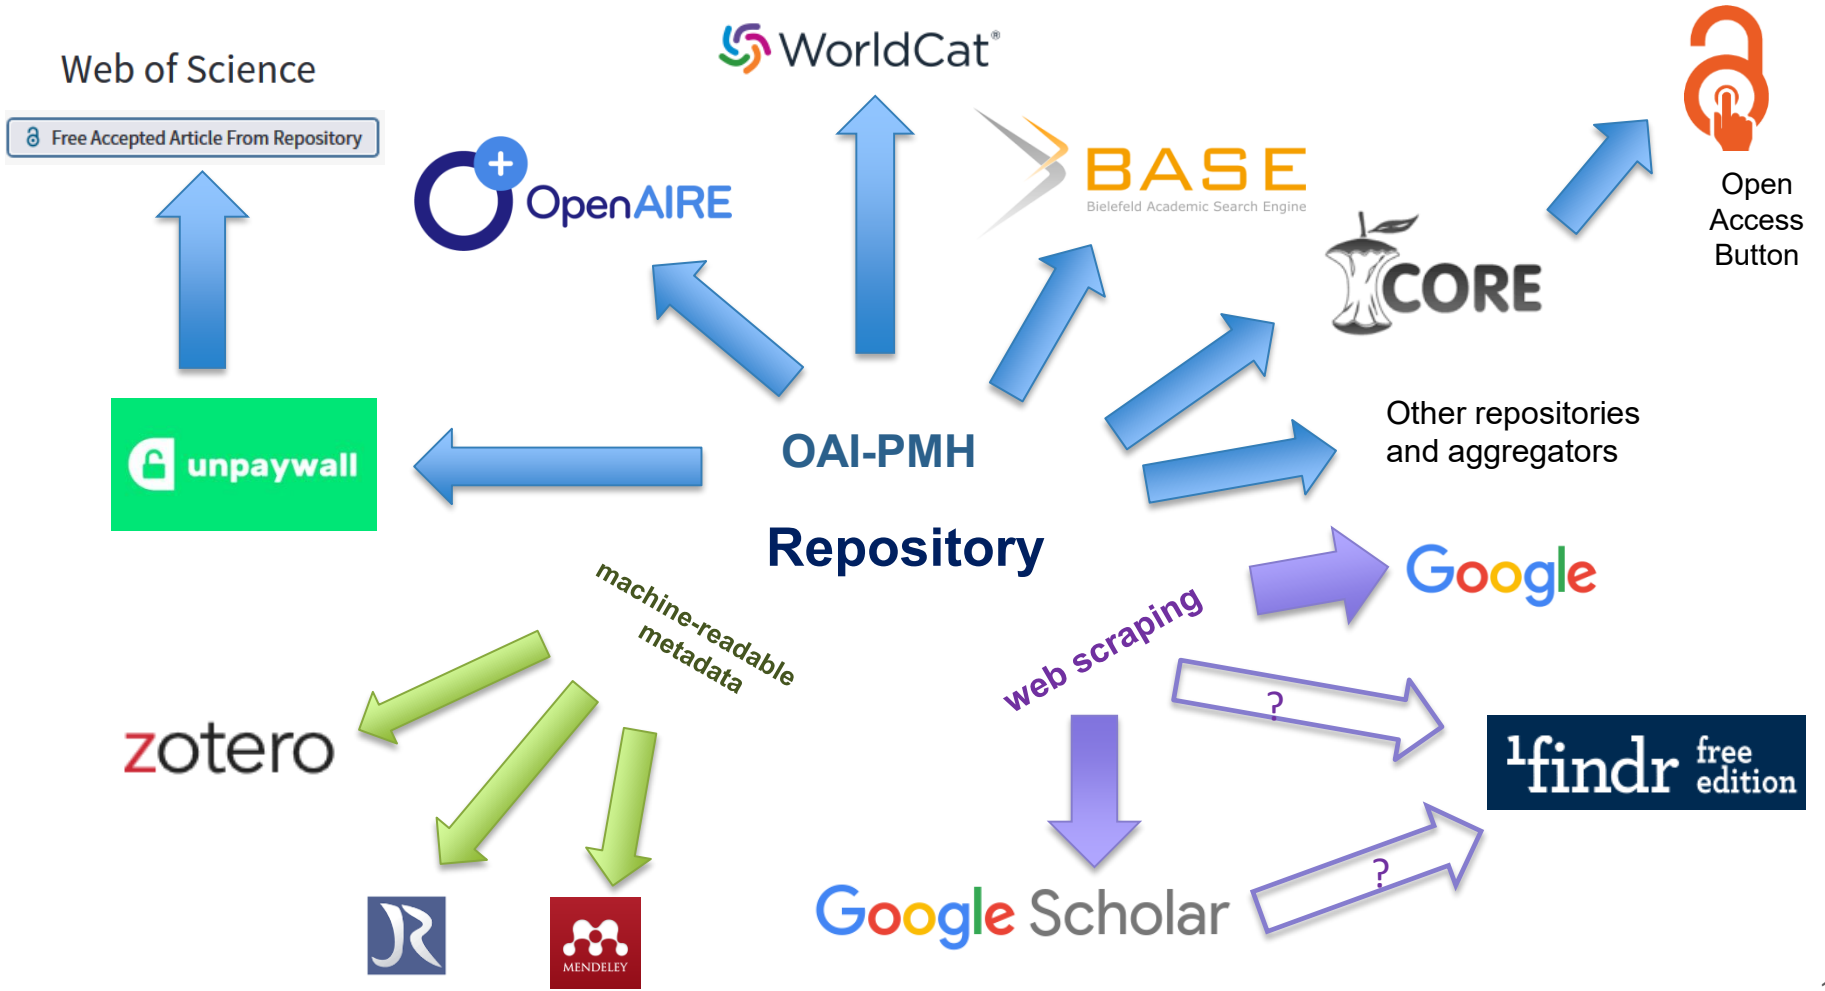 Web of Science
Free Accepted Article From Repository
WorldCat®
OpenAIRE
BASE
Bielefeld Academic Search Engine
CORE
Open
Access
Button
unpaywall
OAI-PMH
Repository
Other repositories
and aggregators
Google
machine-readable
metadata
web scraping
?
zotero
1findr free
edition
?
Google Scholar
JR
MENDELEY